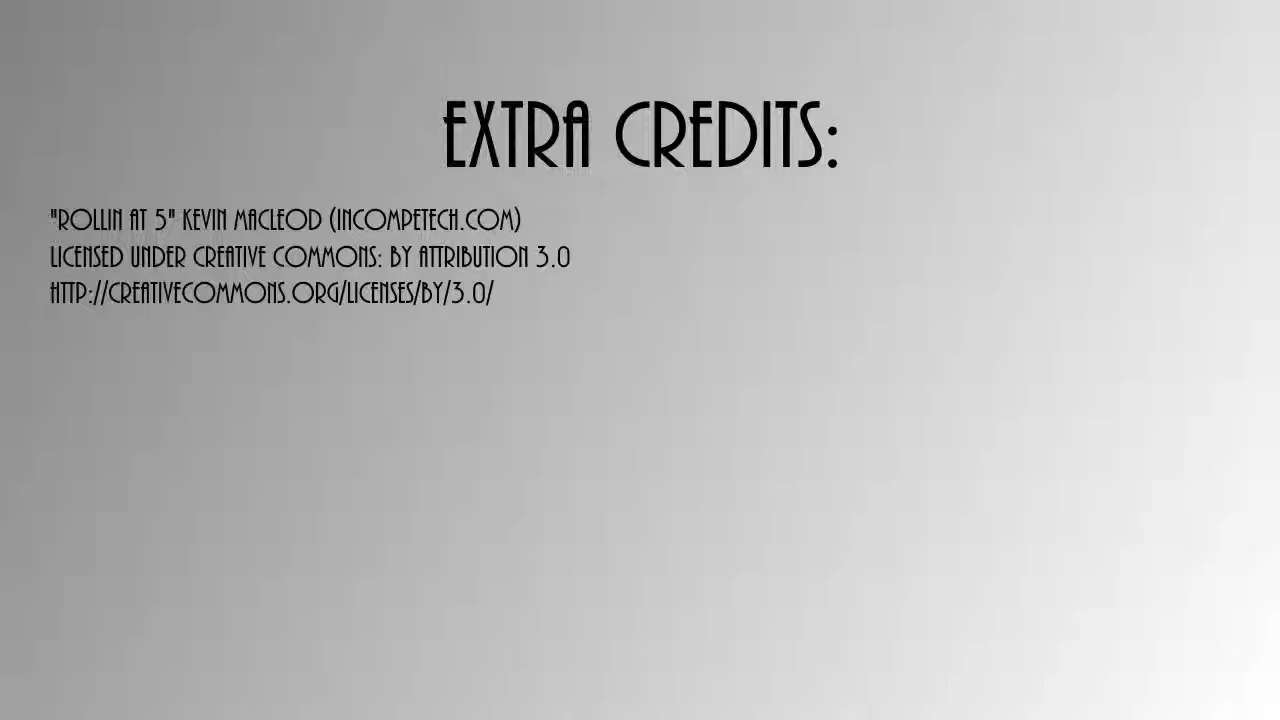 EXTRA CREDITS:
"ROLLIN AT 5" KEVIN MACLEOD (INCOMPETECH.COM)
LICENSED UNDER CREATIVE COMMONS: BY ATTRIBUTION 3.0
HTTP://CREATIVECOMMONS.ORG/LICENSES/BY/3.0/